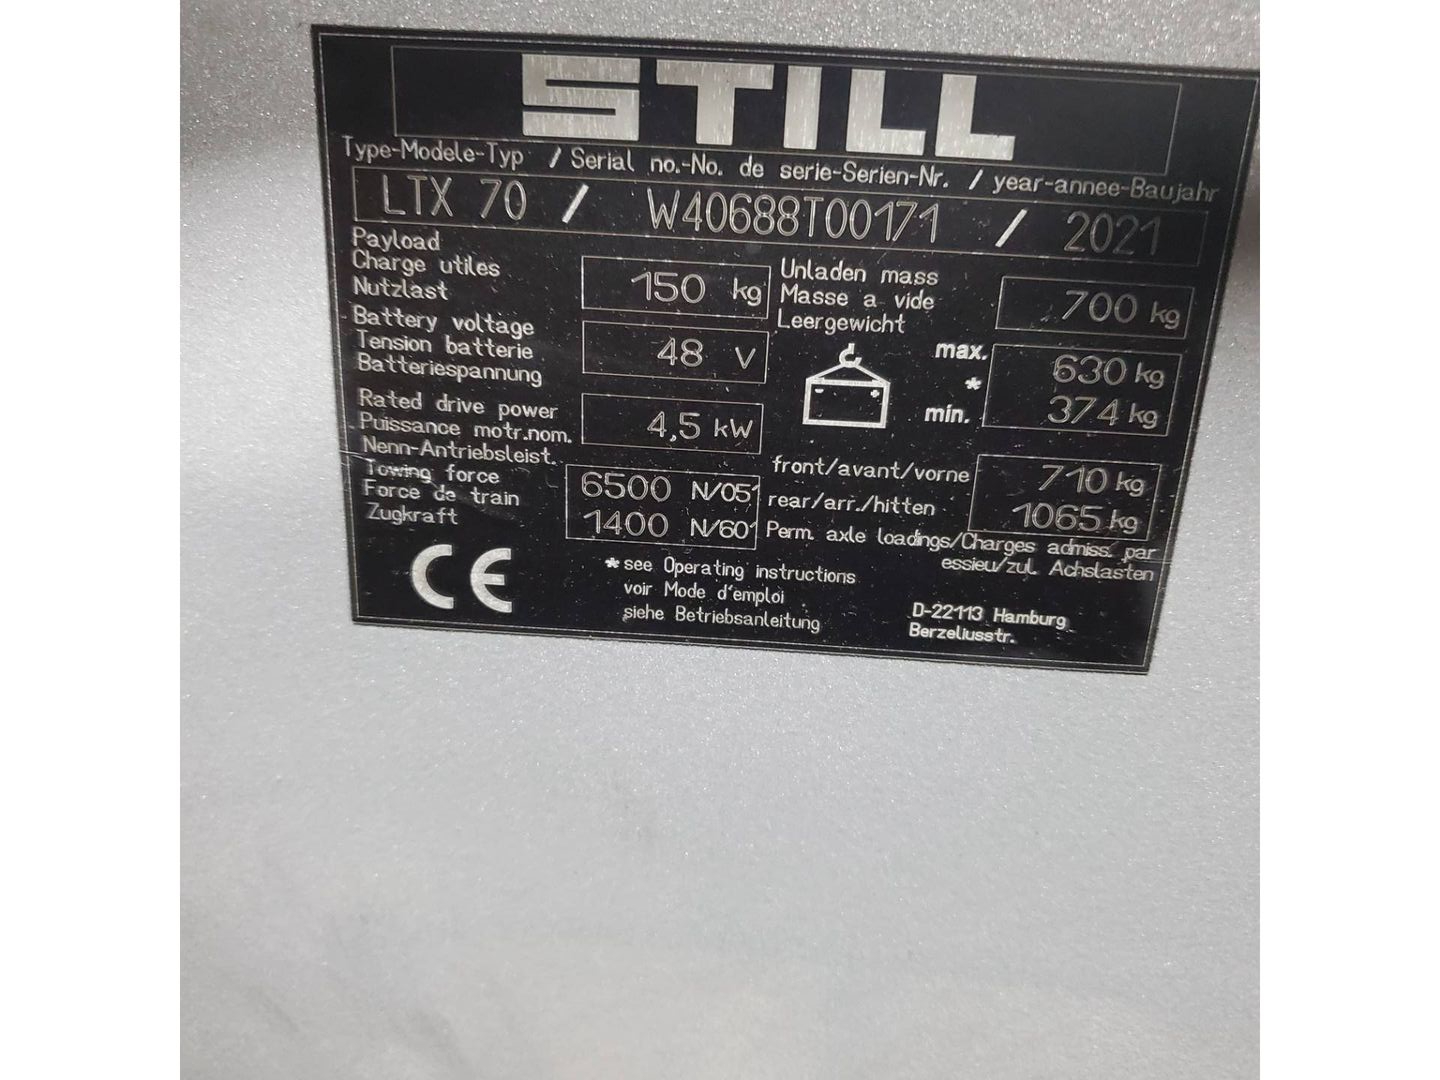 STILL
Type-Modele-Typ / Serial no.-No. de serie-Serien-Nr. / year-annee-Baujahr
LTX 70 / W40688T00171 / 2021
Payload
Charge utiles
Nutzlast
150 kg
Unladen mass
Masse a vide
Leergewicht
700 kg
Battery voltage
Tension batterie
Batteriespannung
48 V
max. 630 kg
*
min. 374 kg
Rated drive power
Puissance motr.nom.
Nenn-Antriebsleist.
4,5 kW
Towing force
Force de train
Zugkraft
6500 N/05'
1400 N/60'
front/avant/vorne 710 kg
rear/arr./hitten 1065 kg
Perm. axle loadings/Charges admiss. par
essieu/zul. Achslasten
CE
*see Operating instructions
voir Mode d'emploi
siehe Betriebsanleitung
D-22113 Hamburg
Berzeliusstr.